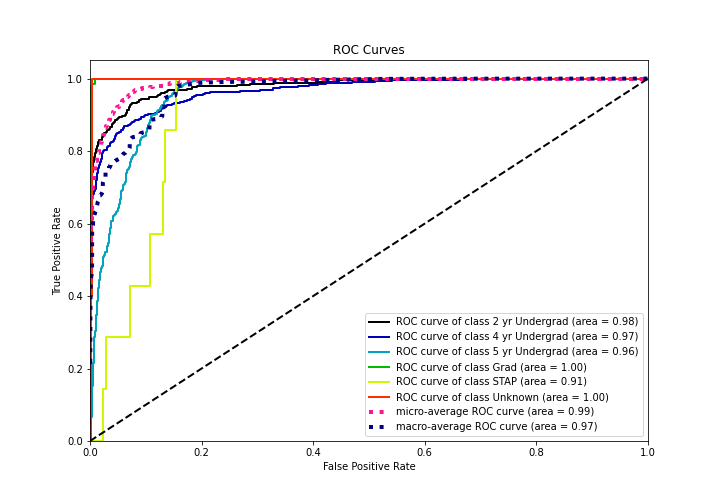 ROC Curves
True Positive Rate
1.0
0.8
0.6
0.4
0.2
0.0
ROC curve of class 2 yr Undergrad (area = 0.98)
ROC curve of class 4 yr Undergrad (area = 0.97)
ROC curve of class 5 yr Undergrad (area = 0.96)
ROC curve of class Grad (area = 1.00)
ROC curve of class STAP (area = 0.91)
ROC curve of class Unknown (area = 1.00)
micro-average ROC curve (area = 0.99)
macro-average ROC curve (area = 0.97)
0.0 0.2 0.4 0.6 0.8 1.0
False Positive Rate